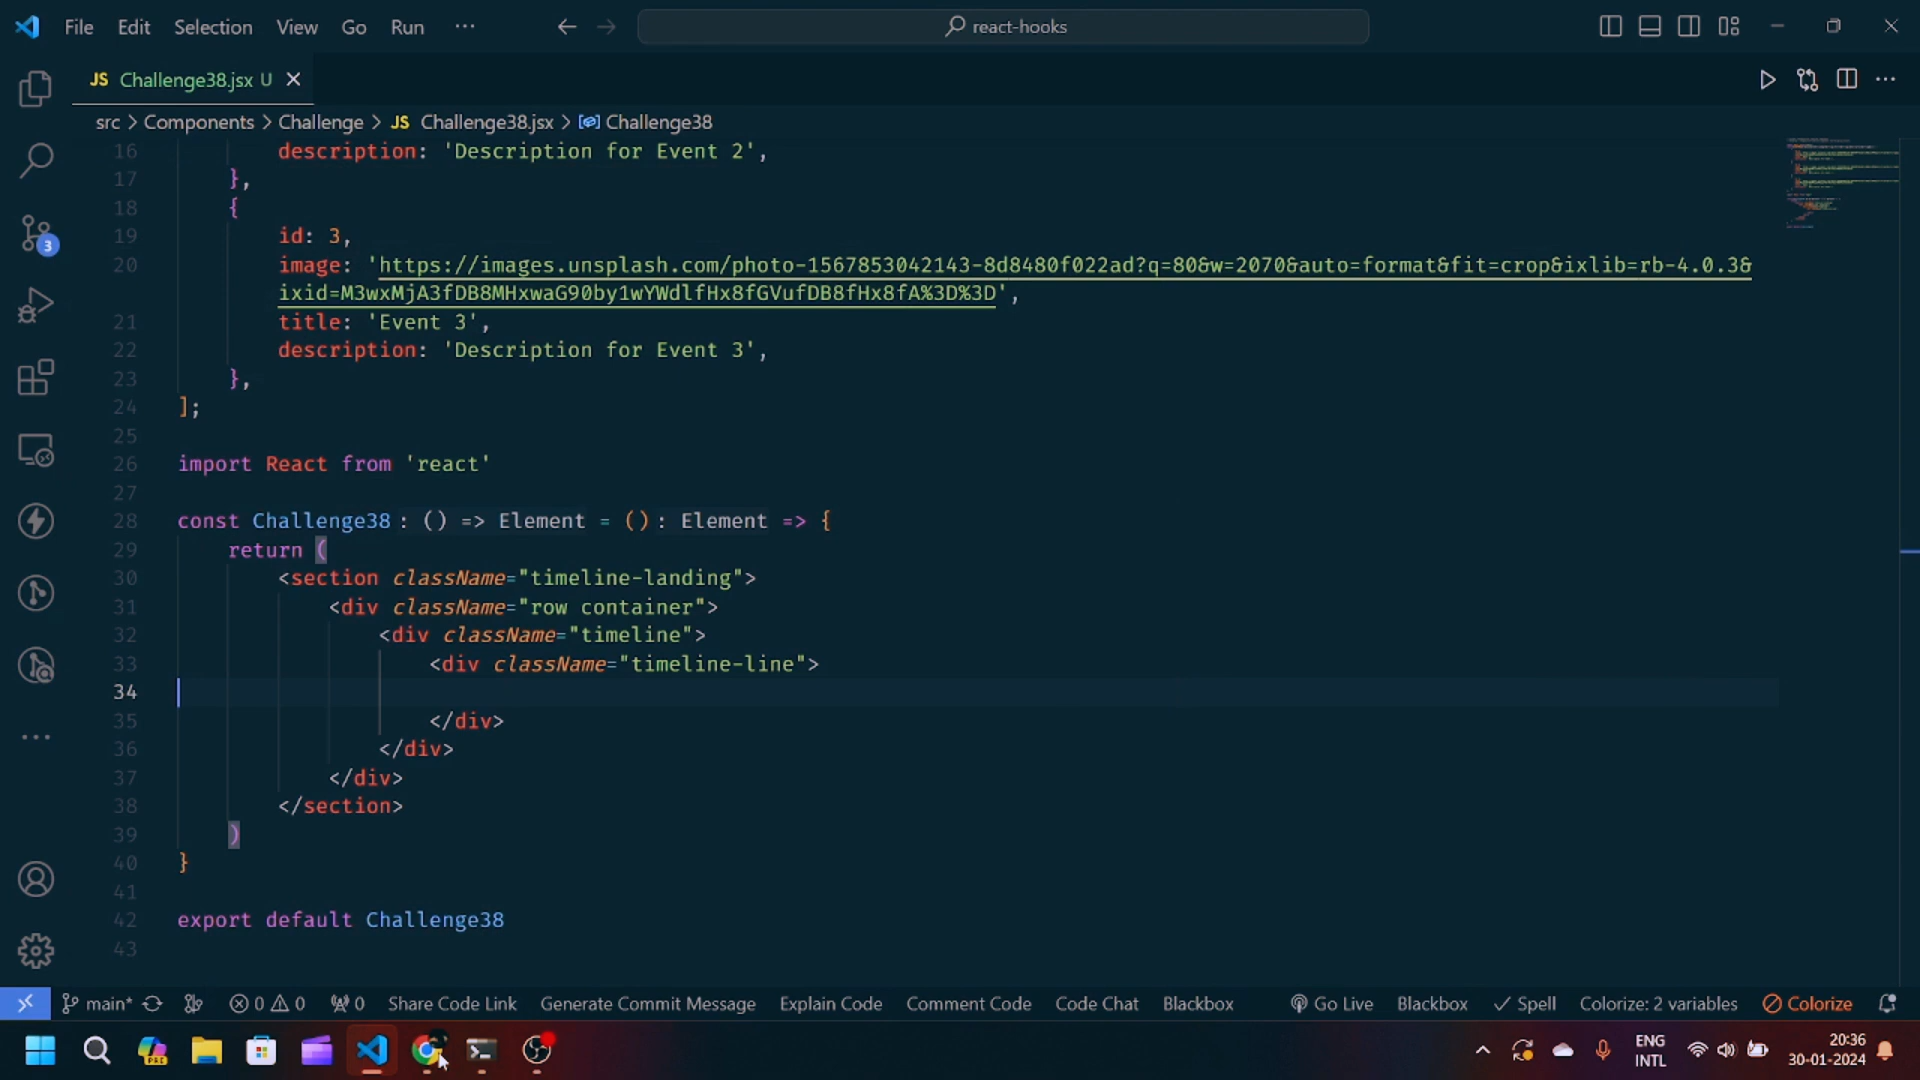 File Edit Selection View Go Run ··· react-hooks
JS Challenge38.jsx U
src > Components > Challenge > JS Challenge38.jsx > Challenge38
16 description: 'Description for Event 2',
17 },
18 {
19 id: 3,
20 image: 'https://images.unsplash.com/photo-1567853042143-8d8480f022ad?q=80&w=2070&auto=format&fit=crop&ixlib=rb-4.0.3&
ixid=M3wxMjA3fDB8MHxwaG90by1wYWdlfHx8fGVufDB8fHx8fA%3D%3D',
21 title: 'Event 3',
22 description: 'Description for Event 3',
23 },
24 ];
25
26 import React from 'react'
27
28 const Challenge38: () => Element = (): Element => {
29 return (
30 <section className="timeline-landing">
31 <div className="row container">
32 <div className="timeline">
33 <div className="timeline-line">
34
35 </div>
36 </div>
37 </div>
38 </section>
39 )
40 }
41
42 export default Challenge38
43
3
main* 0 0 0 Share Code Link Generate Commit Message Explain Code Comment Code Code Chat Blackbox Go Live Blackbox Spell Colorize: 2 variables Colorize
ENG 20:36
INTL 30-01-2024